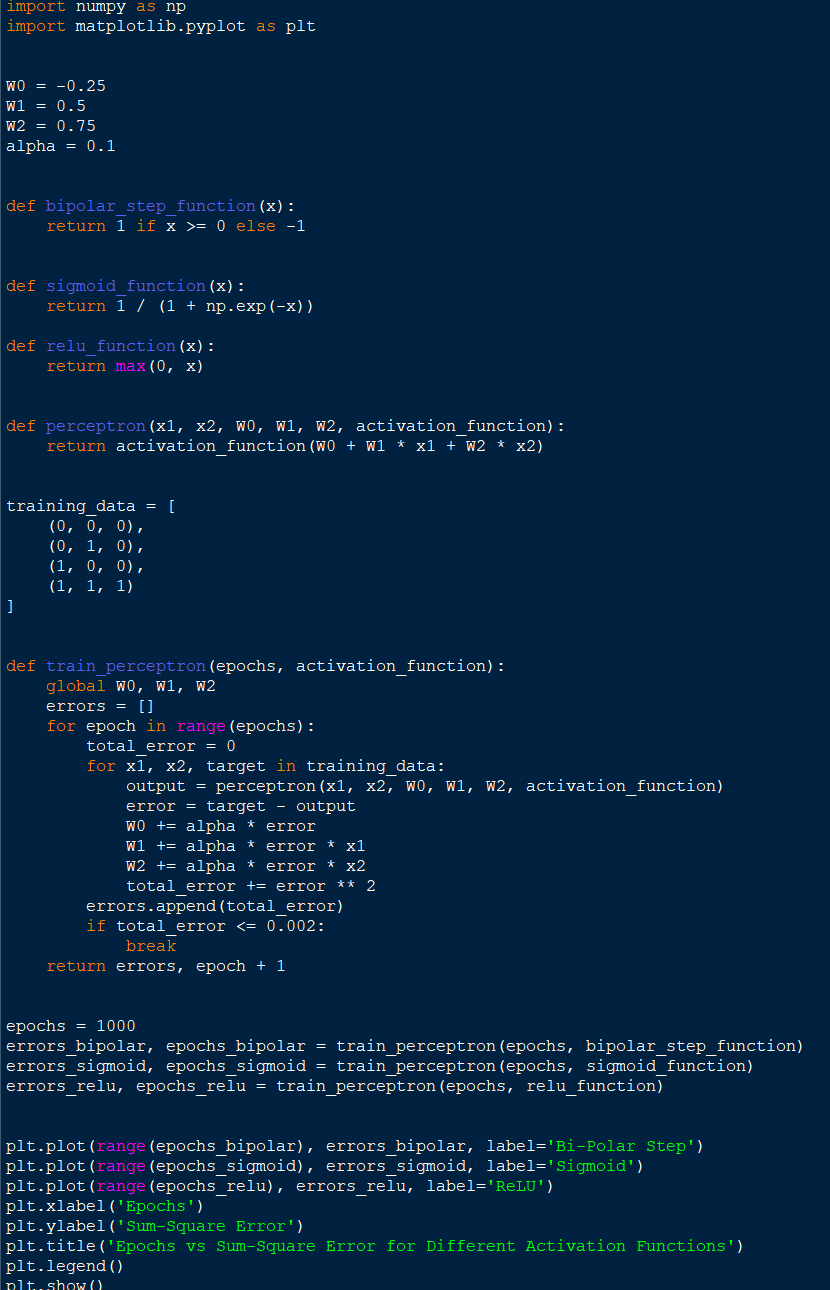 import numpy as np
import matplotlib.pyplot as plt
W0 = -0.25
W1 = 0.5
W2 = 0.75
alpha = 0.1
def bipolar_step_function(x):
    return 1 if x >= 0 else -1
def sigmoid_function(x):
    return 1 / (1 + np.exp(-x))
def relu_function(x):
    return max(0, x)
def perceptron(x1, x2, W0, W1, W2, activation_function):
    return activation_function(W0 + W1 * x1 + W2 * x2)
training_data = [
    (0, 0, 0),
    (0, 1, 0),
    (1, 0, 0),
    (1, 1, 1)
]
def train_perceptron(epochs, activation_function):
    global W0, W1, W2
    errors = []
    for epoch in range(epochs):
        total_error = 0
        for x1, x2, target in training_data:
            output = perceptron(x1, x2, W0, W1, W2, activation_function)
            error = target - output
            W0 += alpha * error
            W1 += alpha * error * x1
            W2 += alpha * error * x2
            total_error += error ** 2
        errors.append(total_error)
        if total_error <= 0.002:
            break
    return errors, epoch + 1
epochs = 1000
errors_bipolar, epochs_bipolar = train_perceptron(epochs, bipolar_step_function)
errors_sigmoid, epochs_sigmoid = train_perceptron(epochs, sigmoid_function)
errors_relu, epochs_relu = train_perceptron(epochs, relu_function)
plt.plot(range(epochs_bipolar), errors_bipolar, label='Bi-Polar Step')
plt.plot(range(epochs_sigmoid), errors_sigmoid, label='Sigmoid')
plt.plot(range(epochs_relu), errors_relu, label='ReLU')
plt.xlabel('Epochs')
plt.ylabel('Sum-Square Error')
plt.title('Epochs vs Sum-Square Error for Different Activation Functions')
plt.legend()
plt.show()